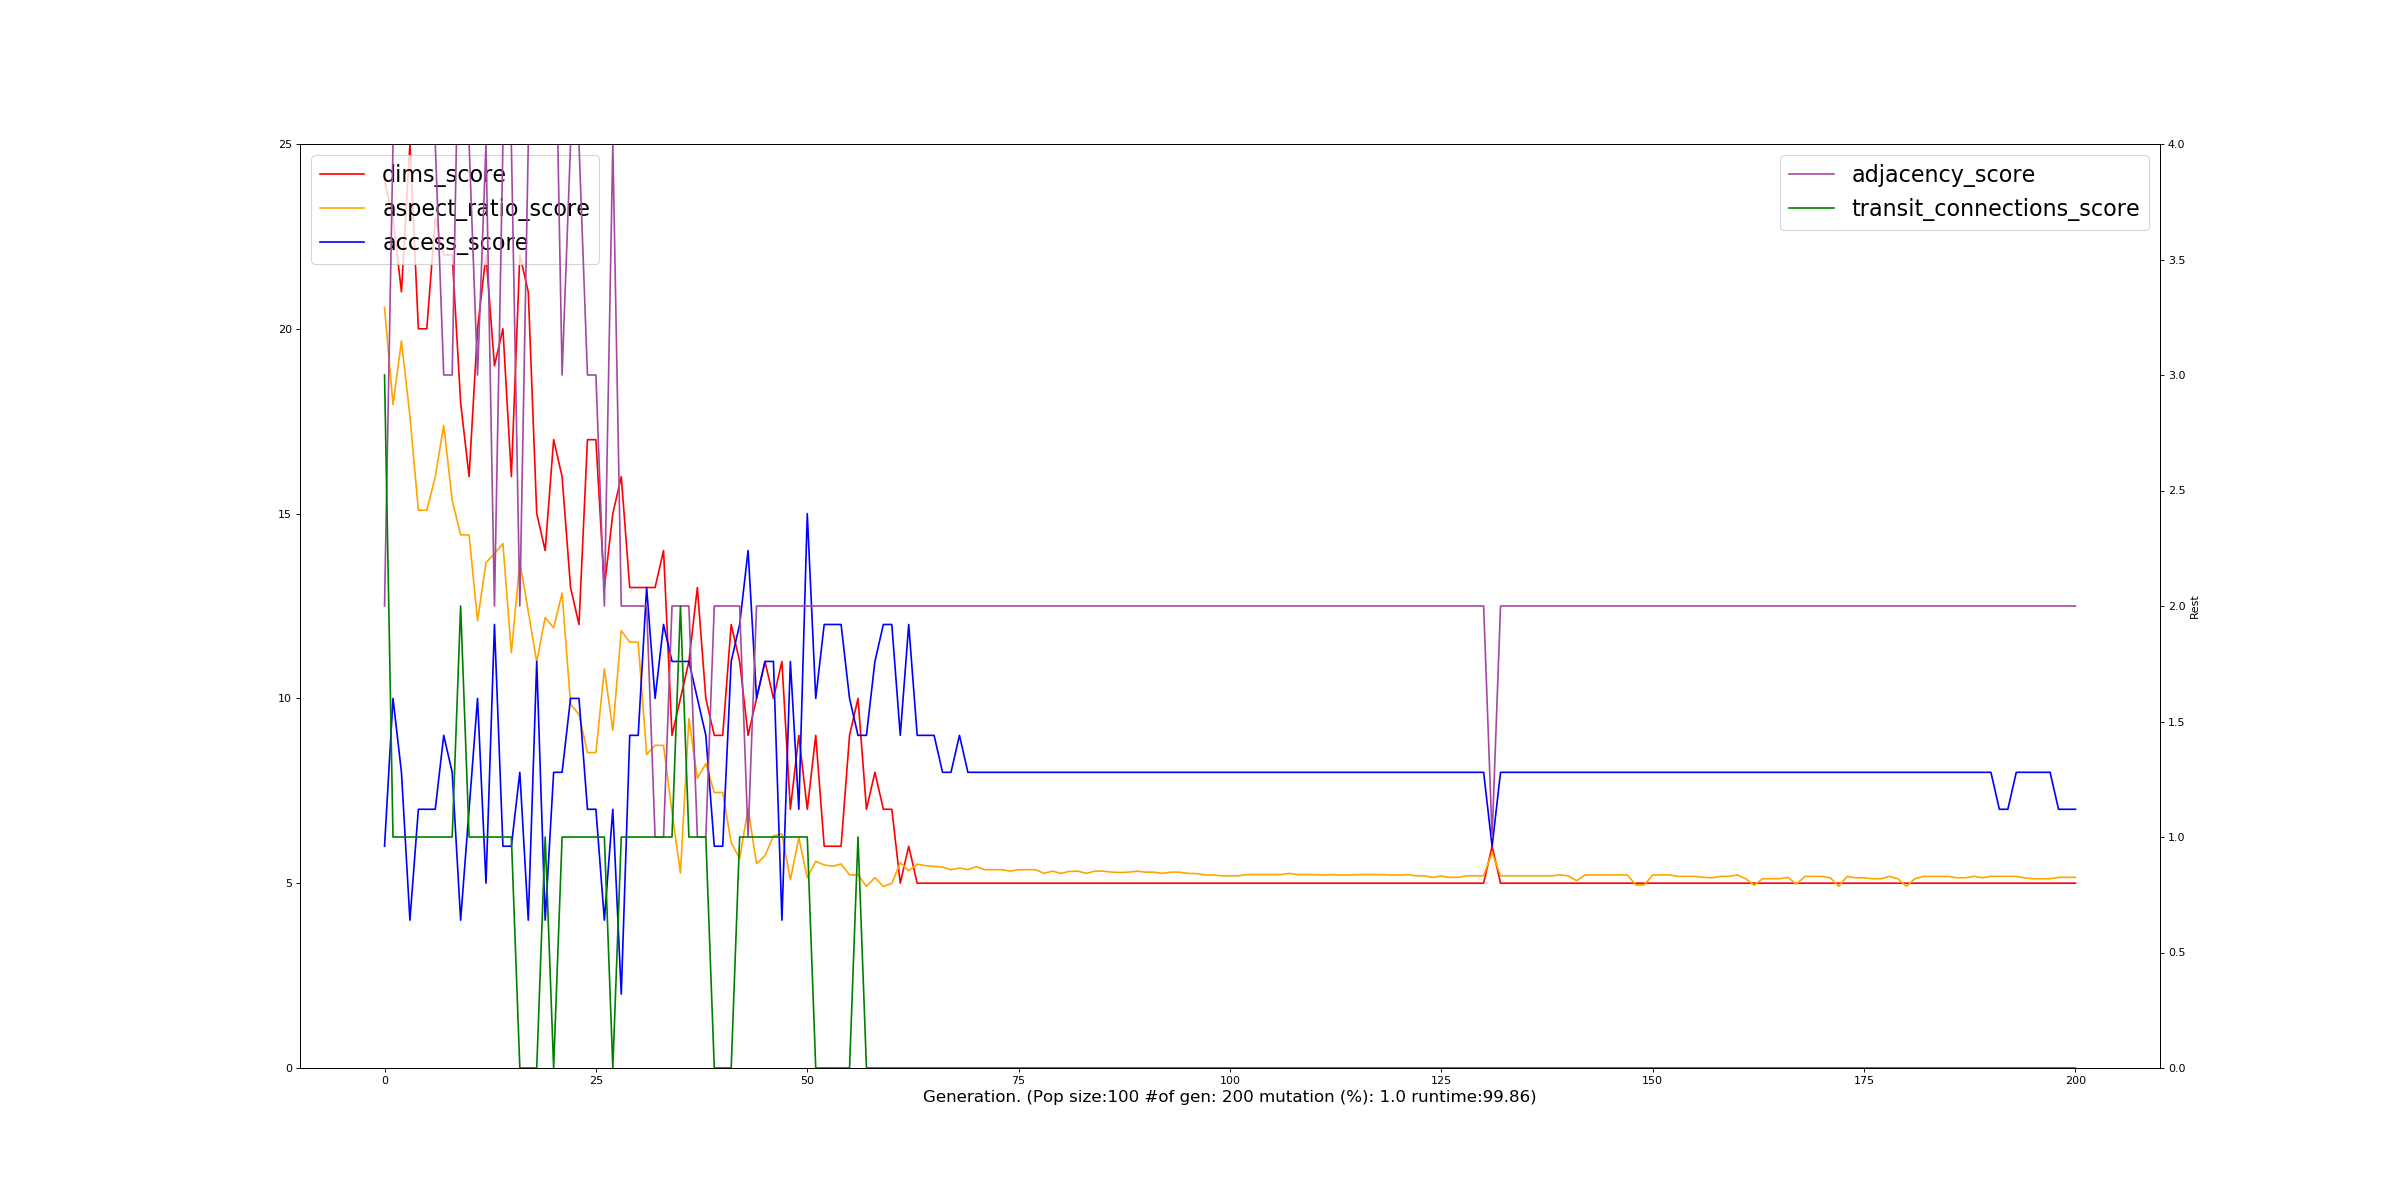 25
20
15
10
5
0
dims_score
aspect_ratio_score
access_score
adjacency_score
transit_connections_score
4.0
3.5
3.0
2.5
2.0
1.5
1.0
0.5
0.0
Rest
0 25 50 75 100 125 150 175 200
Generation. (Pop size:100 #of gen: 200 mutation (%): 1.0 runtime:99.86)